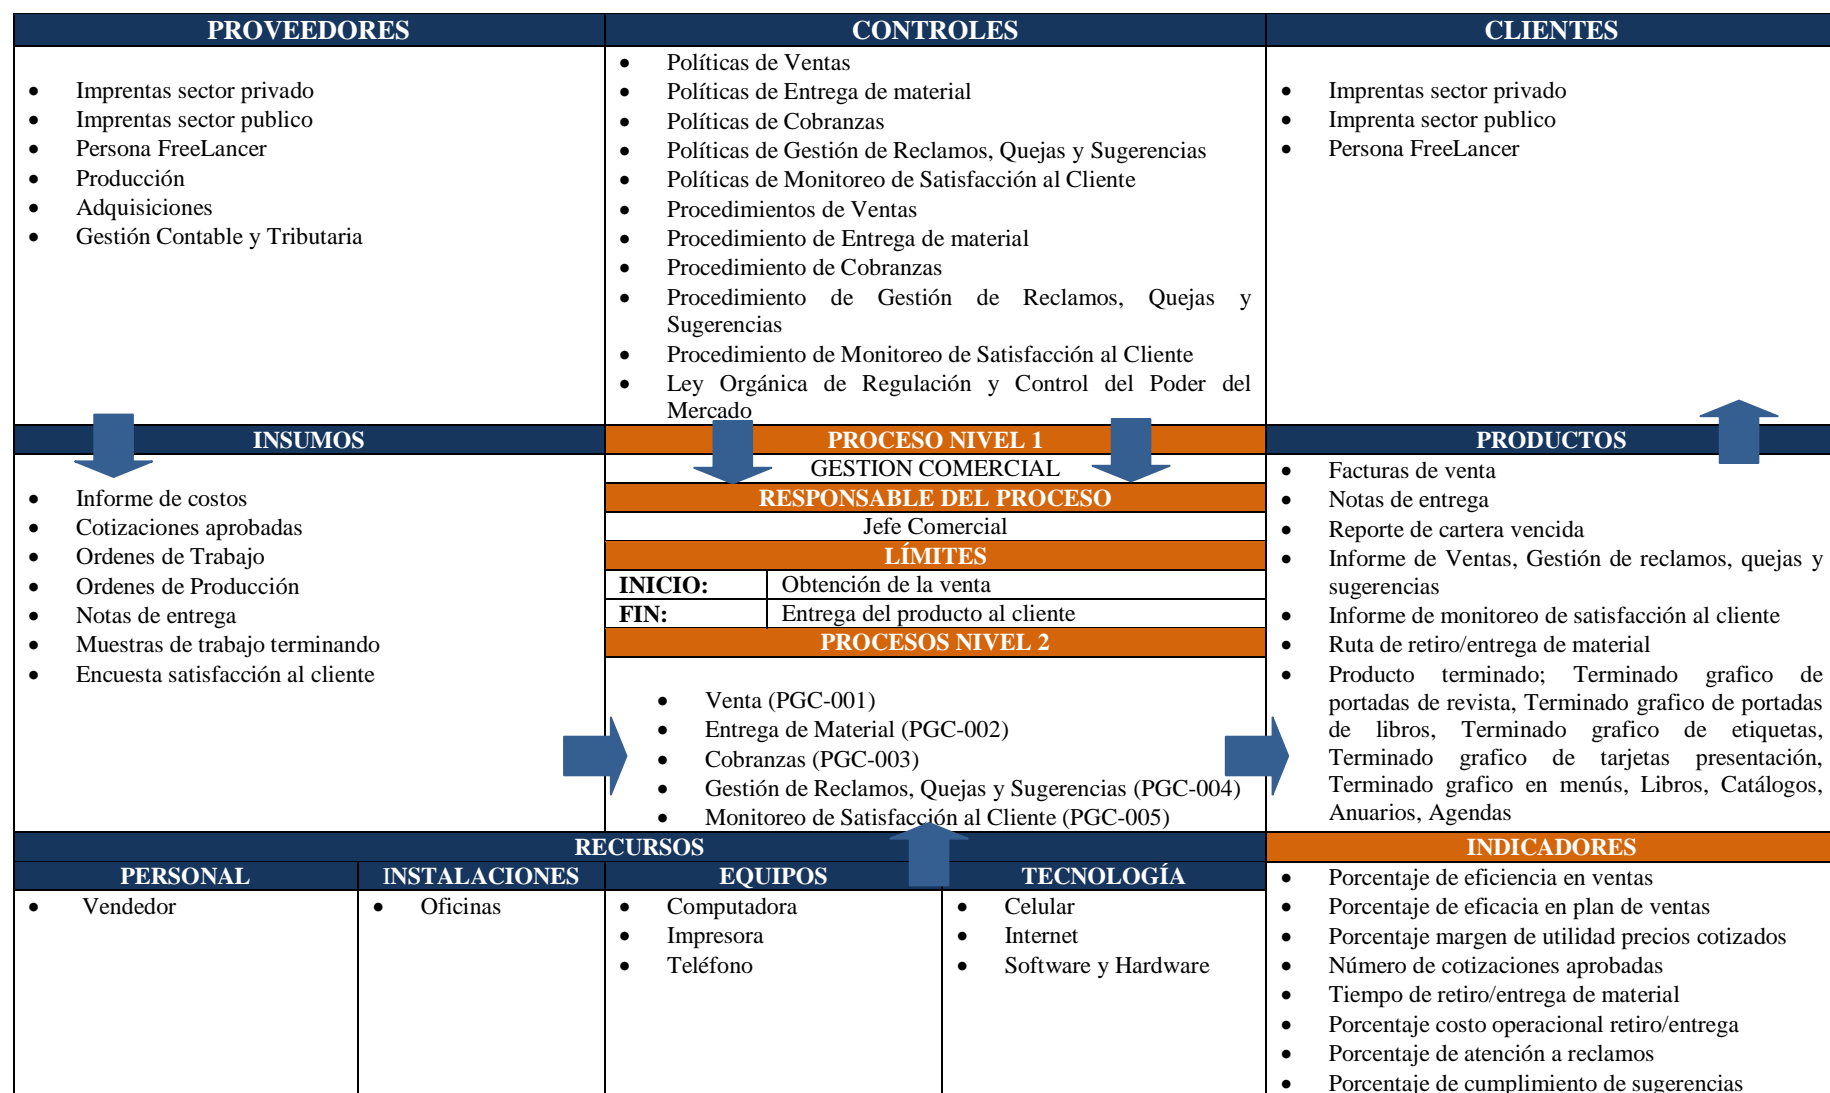 PROVEEDORES
• Imprentas sector privado
• Imprentas sector publico
• Persona FreeLancer
• Producción
• Adquisiciones
• Gestión Contable y Tributaria
CONTROLES
• Políticas de Ventas
• Políticas de Entrega de material
• Políticas de Cobranzas
• Políticas de Gestión de Reclamos, Quejas y Sugerencias
• Políticas de Monitoreo de Satisfacción al Cliente
• Procedimientos de Ventas
• Procedimiento de Entrega de material
• Procedimiento de Cobranzas
• Procedimiento de Gestión de Reclamos, Quejas y
Sugerencias
• Procedimiento de Monitoreo de Satisfacción al Cliente
• Ley Orgánica de Regulación y Control del Poder del
Mercado
CLIENTES
• Imprentas sector privado
• Imprenta sector publico
• Persona FreeLancer
INSUMOS
• Informe de costos
• Cotizaciones aprobadas
• Ordenes de Trabajo
• Ordenes de Producción
• Notas de entrega
• Muestras de trabajo terminando
• Encuesta satisfacción al cliente
PROCESO NIVEL 1
GESTION COMERCIAL
RESPONSABLE DEL PROCESO
Jefe Comercial
LÍMITES
INICIO: Obtención de la venta
FIN: Entrega del producto al cliente
PROCESOS NIVEL 2
• Venta (PGC-001)
• Entrega de Material (PGC-002)
• Cobranzas (PGC-003)
• Gestión de Reclamos, Quejas y Sugerencias (PGC-004)
• Monitoreo de Satisfacción al Cliente (PGC-005)
PRODUCTOS
• Facturas de venta
• Notas de entrega
• Reporte de cartera vencida
• Informe de Ventas, Gestión de reclamos, quejas y
sugerencias
• Informe de monitoreo de satisfacción al cliente
• Ruta de retiro/entrega de material
• Producto terminado; Terminado grafico de
portadas de revista, Terminado grafico de portadas
de libros, Terminado grafico de etiquetas,
Terminado grafico de tarjetas presentación,
Terminado grafico en menús, Libros, Catálogos,
Anuarios, Agendas
RECURSOS
PERSONAL
• Vendedor
INSTALACIONES
• Oficinas
EQUIPOS
• Computadora
• Impresora
• Teléfono
TECNOLOGÍA
• Celular
• Internet
• Software y Hardware
INDICADORES
• Porcentaje de eficiencia en ventas
• Porcentaje de eficacia en plan de ventas
• Porcentaje margen de utilidad precios cotizados
• Número de cotizaciones aprobadas
• Tiempo de retiro/entrega de material
• Porcentaje costo operacional retiro/entrega
• Porcentaje de atención a reclamos
• Porcentaje de cumplimiento de sugerencias